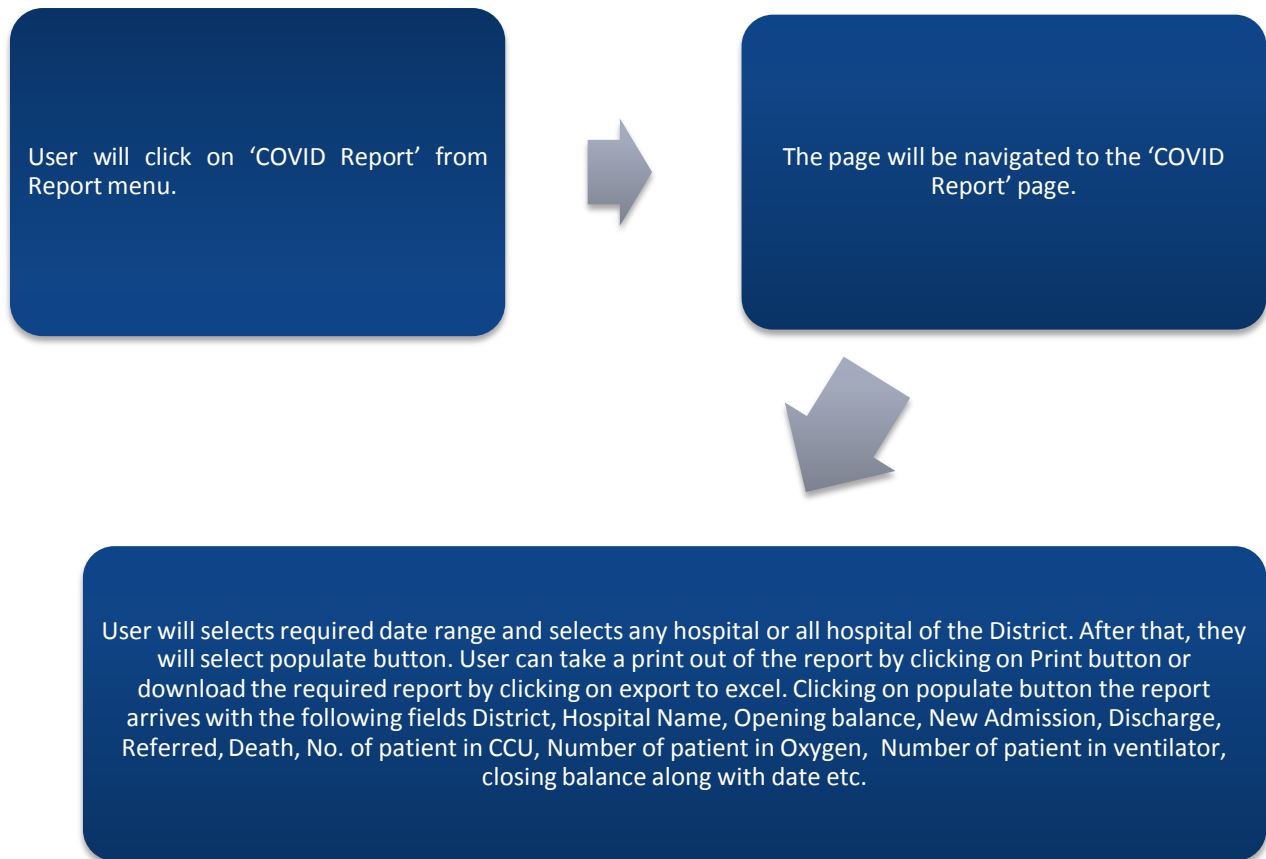 User will click on ‘COVID Report’ from
Report menu.
The page will be navigated to the ‘COVID
Report’ page.
User will selects required date range and selects any hospital or all hospital of the District. After that, they
will select populate button. User can take a print out of the report by clicking on Print button or
download the required report by clicking on export to excel. Clicking on populate button the report
arrives with the following fields District, Hospital Name, Opening balance, New Admission, Discharge,
Referred, Death, No. of patient in CCU, Number of patient in Oxygen, Number of patient in ventilator,
closing balance along with date etc.